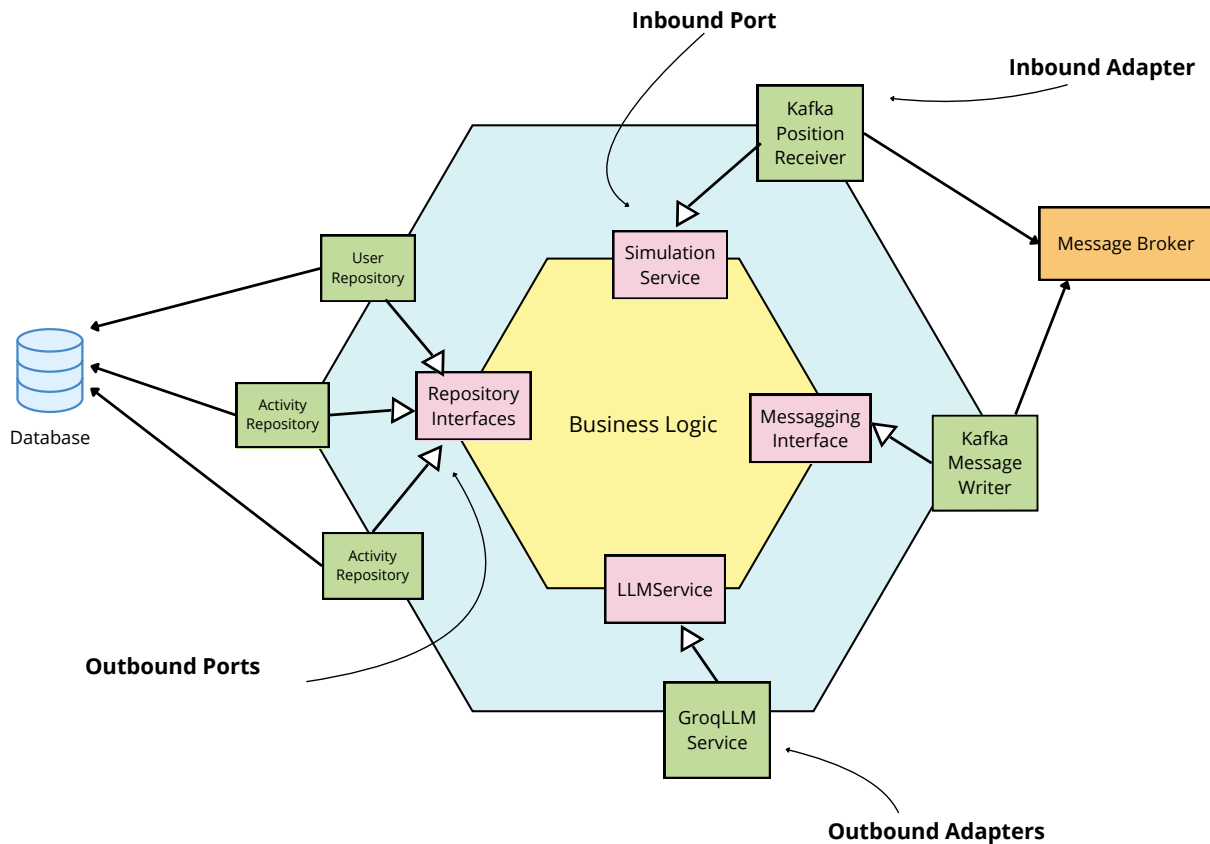 Inbound Port
Inbound Adapter
Kafka
Position
Receiver
Message Broker
User
Repository
Simulation
Service
Database
Activity
Repository
Repository
Interfaces
Business Logic
Messagging
Interface
Kafka
Message
Writer
Activity
Repository
LLMService
Outbound Ports
GroqLLM
Service
Outbound Adapters